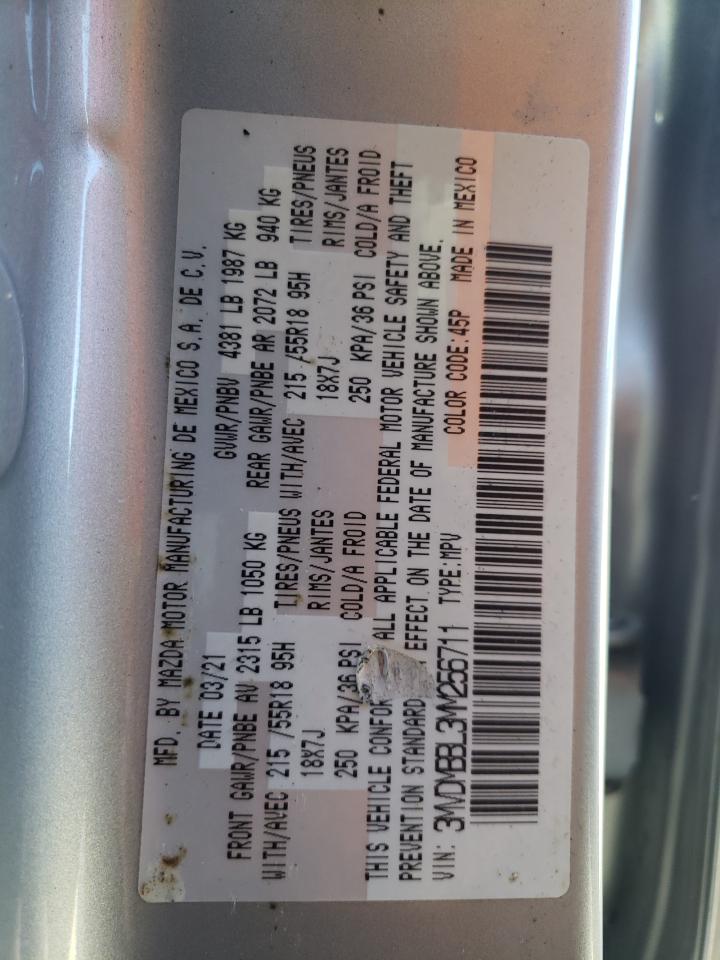 MFD. BY MAZDA MOTOR MANUFACTURING DE MEXICO S.A. DE C.V.
DATE 03/21 GVWR/PNBV 4381 LB 1987 KG
FRONT GAWR/PNBE AV 2315 LB 1050 KG REAR GAWR/PNBE AR 2072 LB 940 KG
WITH/AVEC 215 /55R18 95H TIRES/PNEUS WITH/AVEC 215 /55R18 95H TIRES/PNEUS
18X7J RIMS/JANTES 18X7J RIMS/JANTES
250 KPA/36 PSI COLD/A FROID 250 KPA/36 PSI COLD/A FROID
THIS VEHICLE CONFOR ALL APPLICABLE FEDERAL MOTOR VEHICLE SAFETY AND THEFT
PREVENTION STANDARD EFFECT ON THE DATE OF MANUFACTURE SHOWN ABOVE.
VIN: 3MVDMBBL3MM256711 TYPE:MPV COLOR CODE:45P MADE IN MEXICO